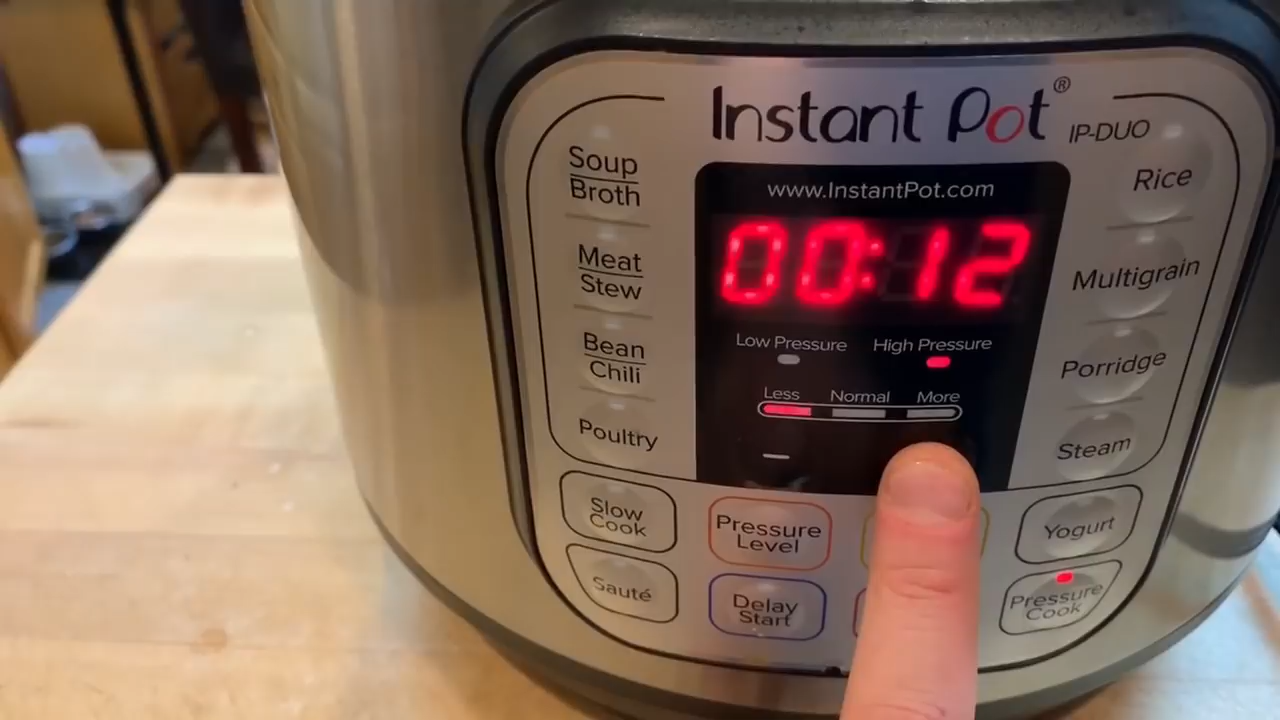 Instant Pot®
IP-DUO
www.InstantPot.com
00:12
Low Pressure
High Pressure
Less
Normal
More
Soup
Broth
Meat
Stew
Bean
Chili
Poultry
Slow
Cook
Sauté
Pressure
Level
Delay
Start
Rice
Multigrain
Porridge
Steam
Yogurt
Pressure
Cook